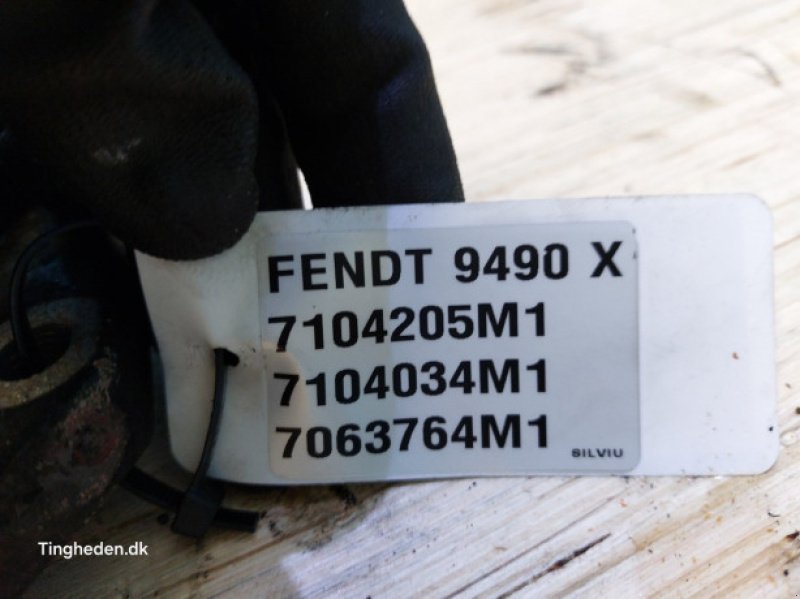 FENDT 9490 X
7104205M1
7104034M1
7063764M1
SILVIU
Tingheden.dk